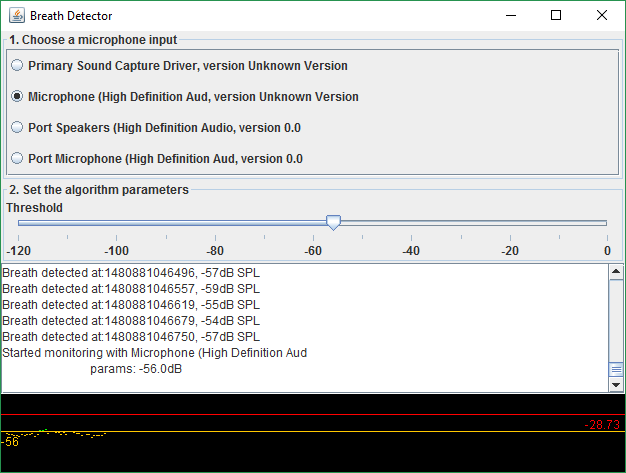 Breath Detector
1. Choose a microphone input
Primary Sound Capture Driver, version Unknown Version
Microphone (High Definition Aud, version Unknown Version
Port Speakers (High Definition Audio, version 0.0
Port Microphone (High Definition Aud, version 0.0
2. Set the algorithm parameters
Threshold
-120 -100 -80 -60 -40 -20 0
Breath detected at:1480881046496, -57dB SPL
Breath detected at:1480881046557, -59dB SPL
Breath detected at:1480881046619, -55dB SPL
Breath detected at:1480881046679, -54dB SPL
Breath detected at:1480881046750, -57dB SPL
Started monitoring with Microphone (High Definition Aud
params: -56.0dB
-28.73
-56